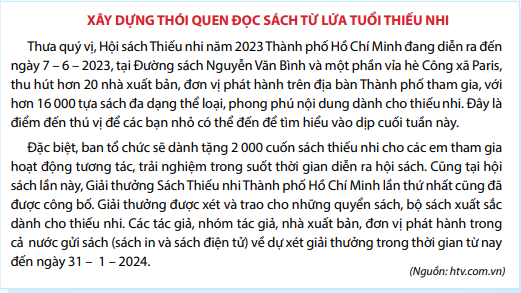 XÂY DỰNG THÓI QUEN ĐỌC SÁCH TỪ LỨA TUỔI THIẾU NHI
Thưa quý vị, Hội sách Thiếu nhi năm 2023 Thành phố Hồ Chí Minh đang diễn ra đến
ngày 7 – 6 – 2023, tại Đường sách Nguyễn Văn Bình và một phần vỉa hè Công xã Paris,
thu hút hơn 20 nhà xuất bản, đơn vị phát hành trên địa bàn Thành phố tham gia, với
hơn 16 000 tựa sách đa dạng thể loại, phong phú nội dung dành cho thiếu nhi. Đây là
điểm đến thú vị để các bạn nhỏ có thể đến để tìm hiểu vào dịp cuối tuần này.
Đặc biệt, ban tổ chức sẽ dành tặng 2 000 cuốn sách thiếu nhi cho các em tham gia
hoạt động tương tác, trải nghiệm trong suốt thời gian diễn ra hội sách. Cũng tại hội
sách lần này, Giải thưởng Sách Thiếu nhi Thành phố Hồ Chí Minh lần thứ nhất cũng đã
được công bố. Giải thưởng được xét và trao cho những quyển sách, bộ sách xuất sắc
dành cho thiếu nhi. Các tác giả, nhóm tác giả, nhà xuất bản, đơn vị phát hành trong
cả nước gửi sách (sách in và sách điện tử) về dự xét giải thưởng trong thời gian từ nay
đến ngày 31 – 1 – 2024.
(Nguồn: htv.com.vn)